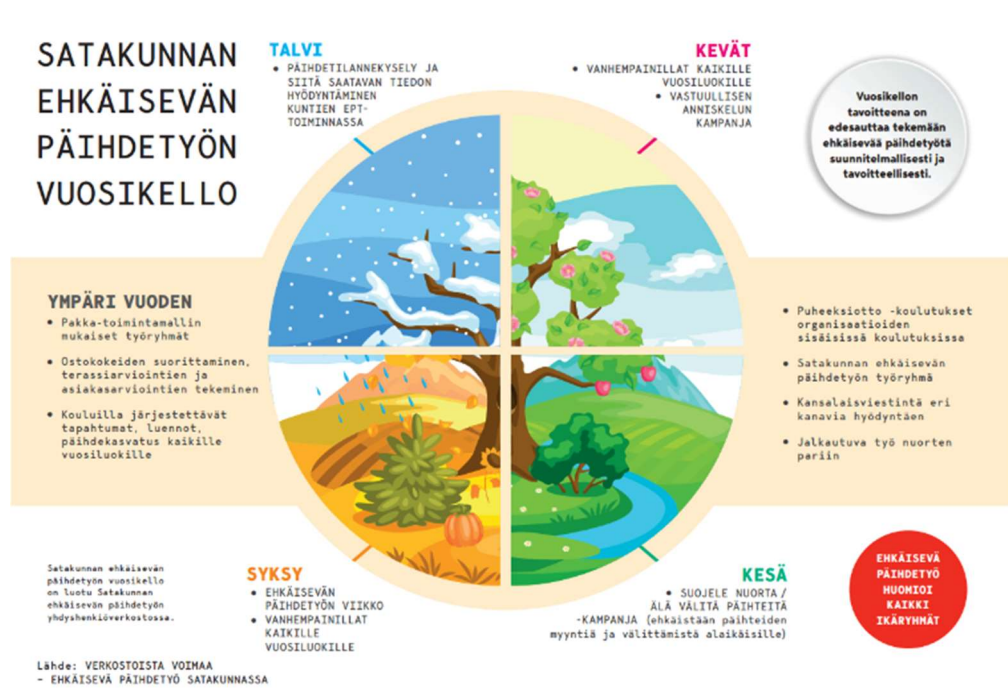 SATAKUNNAN
EHKÄISEVÄN
PÄIHDETYÖN
VUOSIKELLO
TALVI
• PÄIHDETILANNEKYSELY JA
SIITÄ SAATAVAN TIEDON
HYÖDYNTÄMINEN
KUNTIEN EPT-
TOIMINNASSA
KEVÄT
• VANHEMPAINILLAT KAIKILLE
VUOSILUOKILLE
• VASTUULLISEN
ANNISKELUN
KAMPANJA
Vuosikellon
tavoitteena on
edesauttaa tekemään
ehkäisevää päihdetyötä
suunnitelmallisesti ja
tavoitteellisesti.
YMPÄRI VUODEN
• Pakka-toimintamallin
mukaiset työryhmät
• Ostokokeiden suorittaminen,
terassiarviointien ja
asiakasarviointien tekeminen
• Kouluilla järjestettävät
tapahtumat, luennot,
päihdekasvatus kaikille
vuosiluokille
• Puheeksiotto -koulutukset
organisaatioiden
sisäisissä koulutuksissa
• Satakunnan ehkäisevän
päihdetyön työryhmä
• Kansalaisviestintä eri
kanavia hyödyntäen
• Jalkautuva työ nuorten
pariin
Satakunnan ehkäisevän
päihdetyön vuosikello
on luotu Satakunnan
ehkäisevän päihdetyön
yhdyshenkiöverkostossa.
SYKSY
• EHKÄISEVÄN
PÄIHDETYÖN VIIKKO
• VANHEMPAINILLAT
KAIKILLE
VUOSILUOKILLE
KESÄ
• SUOJELE NUORTA/
ÄLÄ VÄLITÄ PÄIHTEITÄ
-KAMPANJA (ehkäistään päihteiden
myyntiä ja välittämistä alaikäisille)
EHKÄISEVÄ
PÄIHDETYÖ
HUOMIOI
KAIKKI
IKÄRYHMÄT
Lähde: VERKOSTOISTA VOIMAA
– EHKÄISEVÄ PÄIHDETYÖ SATAKUNNASSA